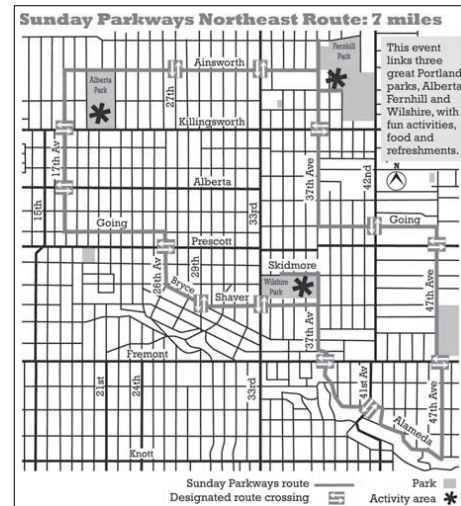 Sunday Parkways Northeast Route: 7 miles
This event
links three
great Portland
parks, Alberta,
Fernhill and
Wilshire, with
fun activities,
food and
refreshments.
Fernhill
Park
Ainsworth
Alberta
Park
27th
Killingsworth
17th Av
37th Ave
42nd
N
Alberta
15th
33rd
Going
Going
Prescott
29th
26th Av
Skidmore
Bryce
Wilshire
Park
Shaver
47th Av
37th Av
Fremont
21st
24th
33rd
41st Av
47th Av
Alameda
Knott
Sunday Parkways route
Park
Designated route crossing
Activity area